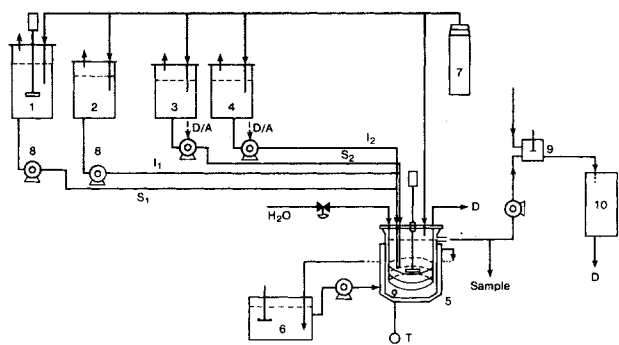 1
2
3
4
7
D/A
D/A
8
8
I₂
S₂
I₁
S₁
9
10
H₂O
D
5
Sample
D
6
T